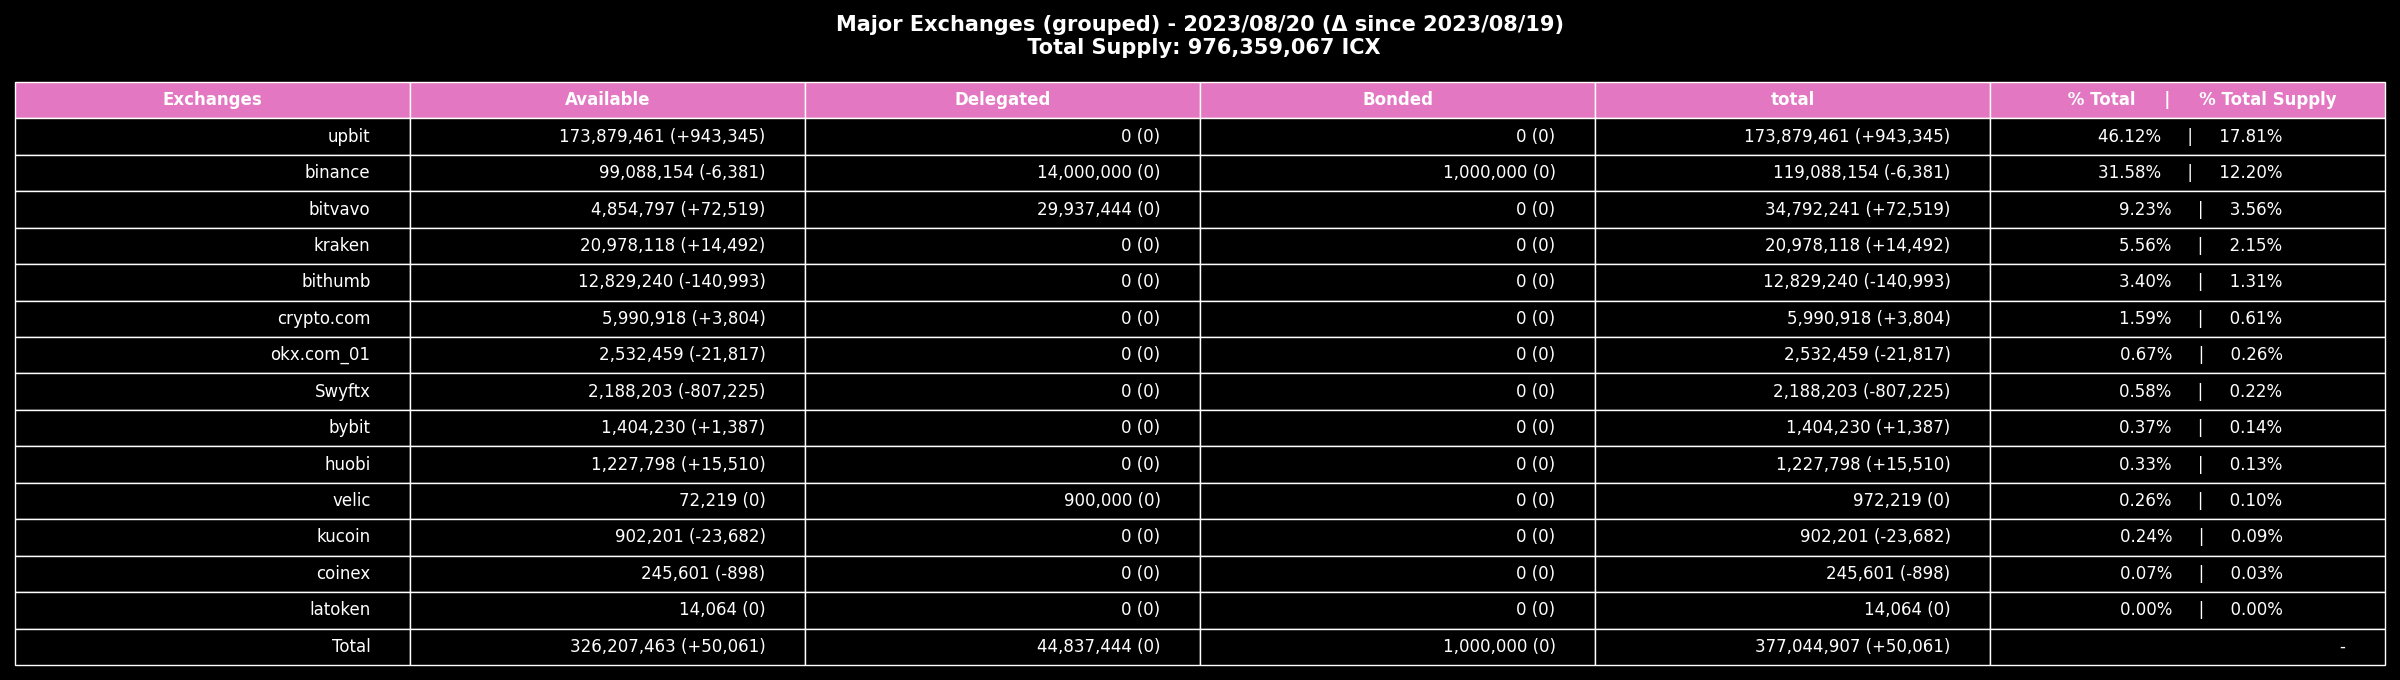 Major Exchanges (grouped) - 2023/08/20 (Δ since 2023/08/19)
Total Supply: 976,359,067 ICX
Exchanges Available Delegated Bonded total % Total | % Total Supply
upbit 173,879,461 (+943,345) 0 (0) 0 (0) 173,879,461 (+943,345) 46.12% | 17.81%
binance 99,088,154 (-6,381) 14,000,000 (0) 1,000,000 (0) 119,088,154 (-6,381) 31.58% | 12.20%
bitvavo 4,854,797 (+72,519) 29,937,444 (0) 0 (0) 34,792,241 (+72,519) 9.23% | 3.56%
kraken 20,978,118 (+14,492) 0 (0) 0 (0) 20,978,118 (+14,492) 5.56% | 2.15%
bithumb 12,829,240 (-140,993) 0 (0) 0 (0) 12,829,240 (-140,993) 3.40% | 1.31%
crypto.com 5,990,918 (+3,804) 0 (0) 0 (0) 5,990,918 (+3,804) 1.59% | 0.61%
okx.com_01 2,532,459 (-21,817) 0 (0) 0 (0) 2,532,459 (-21,817) 0.67% | 0.26%
Swyftx 2,188,203 (-807,225) 0 (0) 0 (0) 2,188,203 (-807,225) 0.58% | 0.22%
bybit 1,404,230 (+1,387) 0 (0) 0 (0) 1,404,230 (+1,387) 0.37% | 0.14%
huobi 1,227,798 (+15,510) 0 (0) 0 (0) 1,227,798 (+15,510) 0.33% | 0.13%
velic 72,219 (0) 900,000 (0) 0 (0) 972,219 (0) 0.26% | 0.10%
kucoin 902,201 (-23,682) 0 (0) 0 (0) 902,201 (-23,682) 0.24% | 0.09%
coinex 245,601 (-898) 0 (0) 0 (0) 245,601 (-898) 0.07% | 0.03%
latoken 14,064 (0) 0 (0) 0 (0) 14,064 (0) 0.00% | 0.00%
Total 326,207,463 (+50,061) 44,837,444 (0) 1,000,000 (0) 377,044,907 (+50,061) -